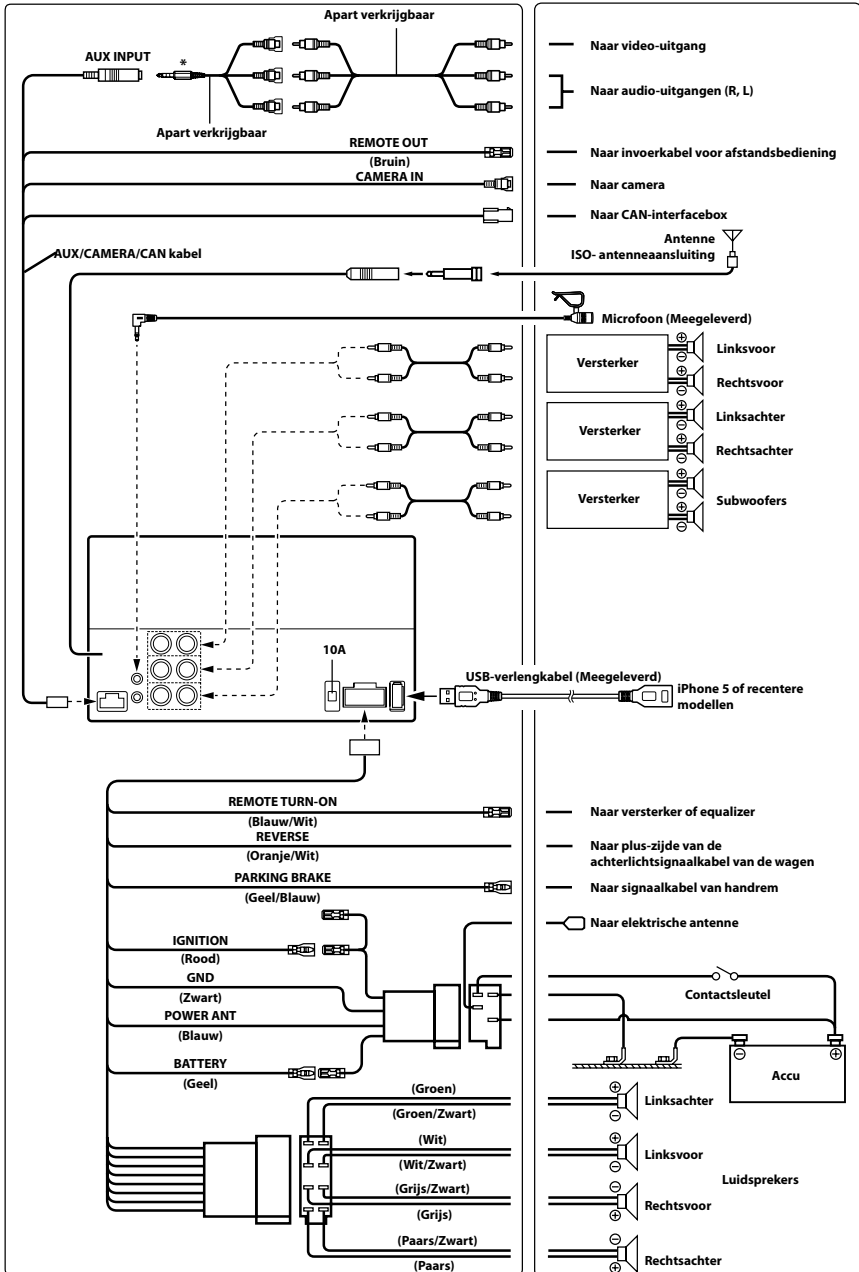 Apart verkrijgbaar
AUX INPUT
*
Naar video-uitgang
Naar audio-uitgangen (R, L)
Apart verkrijgbaar
REMOTE OUT
(Bruin)
Naar invoerkabel voor afstandsbediening
CAMERA IN
Naar camera
Naar CAN-interfacebox
AUX/CAMERA/CAN kabel
Antenne
ISO- antenneaansluiting
Microfoon (Meegeleverd)
Versterker
⊕
⊖
Linksvoor
⊕
⊖
Rechtsvoor
Versterker
⊕
⊖
Linksachter
⊕
⊖
Rechtsachter
Versterker
⊕
⊖
Subwoofers
⊕
⊖
10A
USB-verlengkabel (Meegeleverd)
iPhone 5 of recentere
modellen
REMOTE TURN-ON
(Blauw/Wit)
Naar versterker of equalizer
REVERSE
(Oranje/Wit)
Naar plus-zijde van de
achterlichtsignaalkabel van de wagen
PARKING BRAKE
(Geel/Blauw)
Naar signaalkabel van handrem
Naar elektrische antenne
IGNITION
(Rood)
GND
(Zwart)
Contactsleutel
POWER ANT
(Blauw)
BATTERY
(Geel)
⊖
⊕
Accu
(Groen)
(Groen/Zwart)
⊕
⊖
Linksachter
(Wit)
(Wit/Zwart)
⊕
⊖
Linksvoor
Luidsprekers
(Grijs/Zwart)
(Grijs)
⊖
⊕
Rechtsvoor
(Paars/Zwart)
(Paars)
⊖
⊕
Rechtsachter